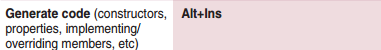 Generate code (constructors, Alt+Ins
properties, implementing/
overriding members, etc)